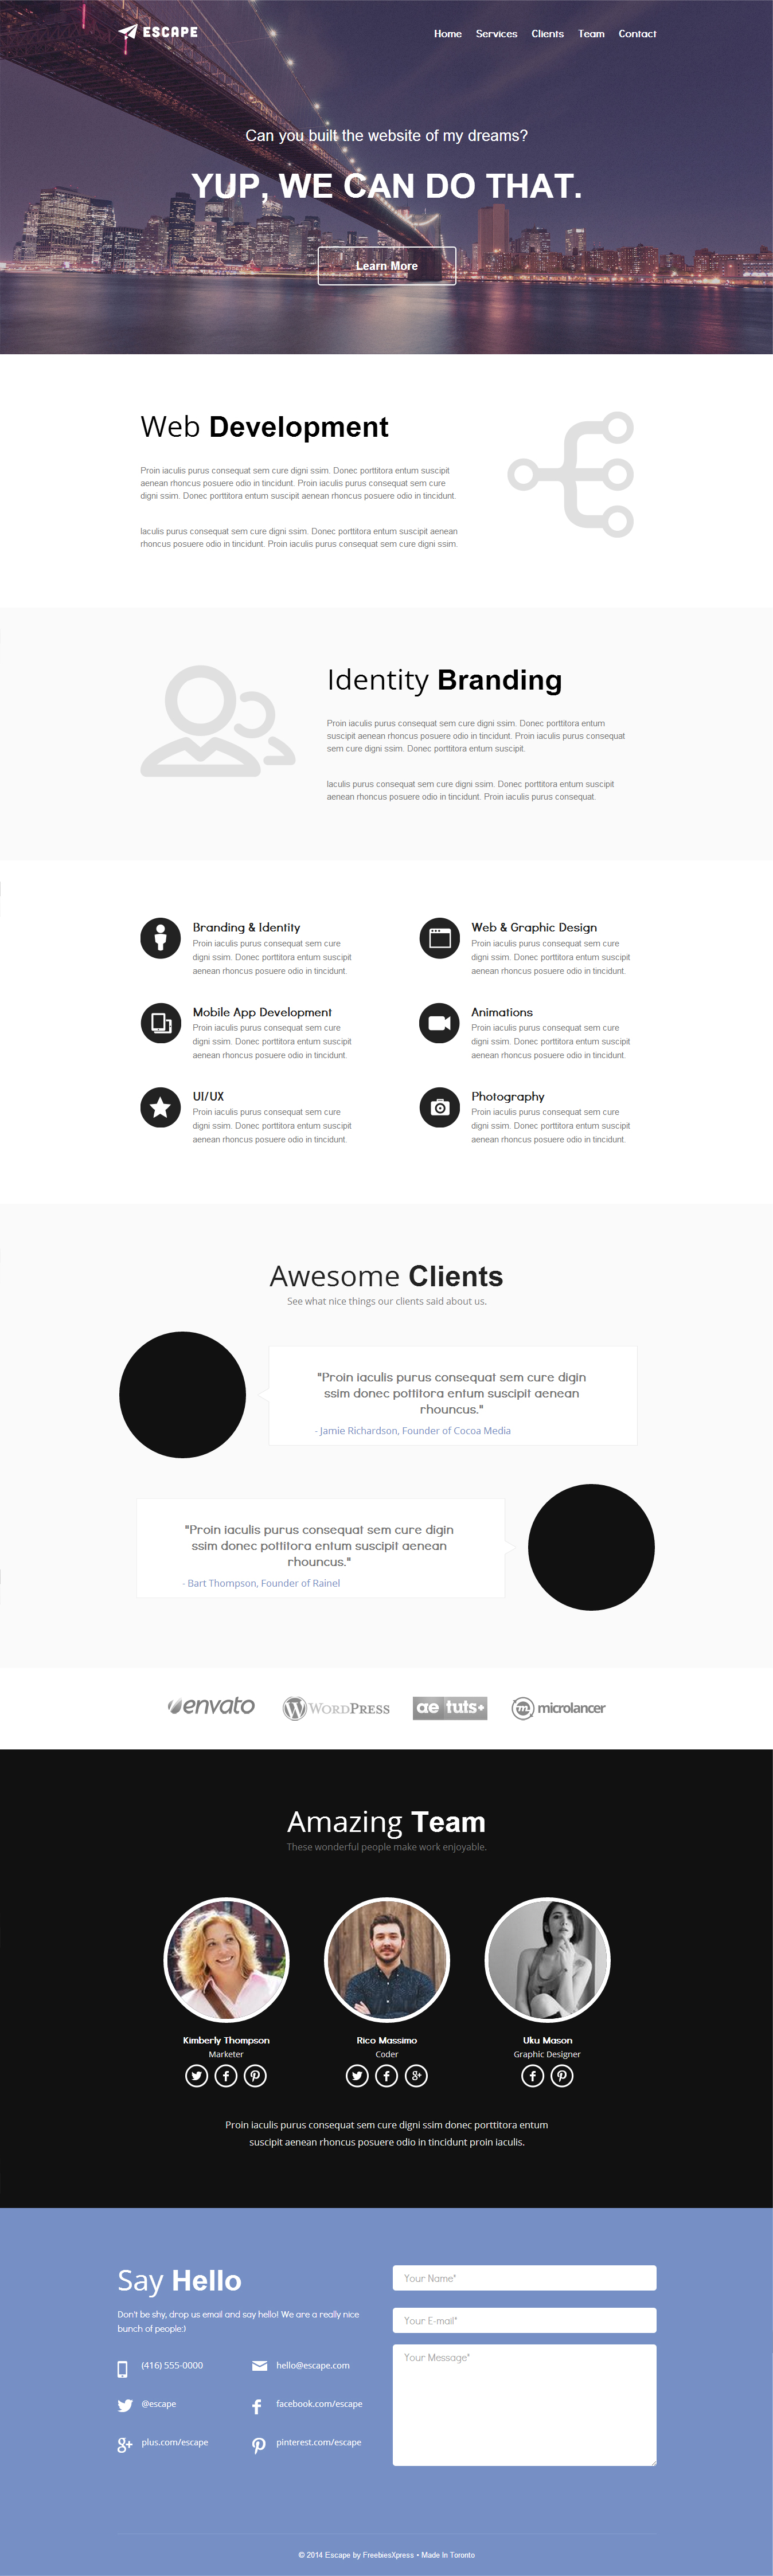 ESCAPE
Home Services Clients Team Contact
Can you built the website of my dreams?
YUP, WE CAN DO THAT.
Learn More
Web Development
Proin iaculis purus consequat sem cure digni ssim. Donec porttitora entum suscipit
aenean rhoncus posuere odio in tincidunt. Proin iaculis purus consequat sem cure
digni ssim. Donec porttitora entum suscipit aenean rhoncus posuere odio in tincidunt.
Iaculis purus consequat sem cure digni ssim. Donec porttitora entum suscipit aenean
rhoncus posuere odio in tincidunt. Proin iaculis purus consequat sem cure digni ssim.
Identity Branding
Proin iaculis purus consequat sem cure digni ssim. Donec porttitora entum
suscipit aenean rhoncus posuere odio in tincidunt. Proin iaculis purus consequat
sem cure digni ssim. Donec porttitora entum suscipit.
Iaculis purus consequat sem cure digni ssim. Donec porttitora entum suscipit
aenean rhoncus posuere odio in tincidunt. Proin iaculis purus consequat.
Branding & Identity
Proin iaculis purus consequat sem cure
digni ssim. Donec porttitora entum suscipit
aenean rhoncus posuere odio in tincidunt.
Web & Graphic Design
Proin iaculis purus consequat sem cure
digni ssim. Donec porttitora entum suscipit
aenean rhoncus posuere odio in tincidunt.
Mobile App Development
Proin iaculis purus consequat sem cure
digni ssim. Donec porttitora entum suscipit
aenean rhoncus posuere odio in tincidunt.
Animations
Proin iaculis purus consequat sem cure
digni ssim. Donec porttitora entum suscipit
aenean rhoncus posuere odio in tincidunt.
UI/UX
Proin iaculis purus consequat sem cure
digni ssim. Donec porttitora entum suscipit
aenean rhoncus posuere odio in tincidunt.
Photography
Proin iaculis purus consequat sem cure
digni ssim. Donec porttitora entum suscipit
aenean rhoncus posuere odio in tincidunt.
Awesome Clients
See what nice things our clients said about us.
"Proin iaculis purus consequat sem cure digin
ssim donec pottitora entum suscipit aenean
rhouncus."
- Jamie Richardson, Founder of Cocoa Media
"Proin iaculis purus consequat sem cure digin
ssim donec pottitora entum suscipit aenean
rhouncus."
- Bart Thompson, Founder of Rainel
envato WORDPRESS ae tuts+ microlancer
Amazing Team
These wonderful people make work enjoyable.
Kimberly Thompson
Marketer
Rico Massimo
Coder
Uku Mason
Graphic Designer
Proin iaculis purus consequat sem cure digni ssim donec porttitora entum
suscipit aenean rhoncus posuere odio in tincidunt proin iaculis.
Say Hello
Don't be shy, drop us email and say hello! We are a really nice
bunch of people:)
(416) 555-0000
hello@escape.com
@escape
facebook.com/escape
plus.com/escape
pinterest.com/escape
Your Name*
Your E-mail*
Your Message*
© 2014 Escape by FreebiesXpress • Made In Toronto